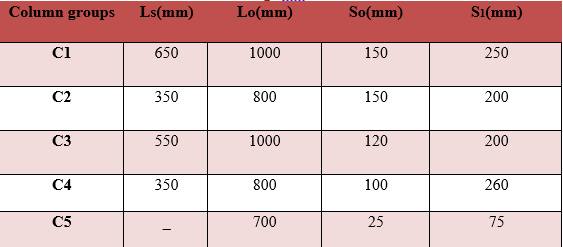 Column groups Ls(mm) Lo(mm) So(mm) S1(mm)
C1 650 1000 150 250
C2 350 800 150 200
C3 550 1000 120 200
C4 350 800 100 260
C5 _ 700 25 75